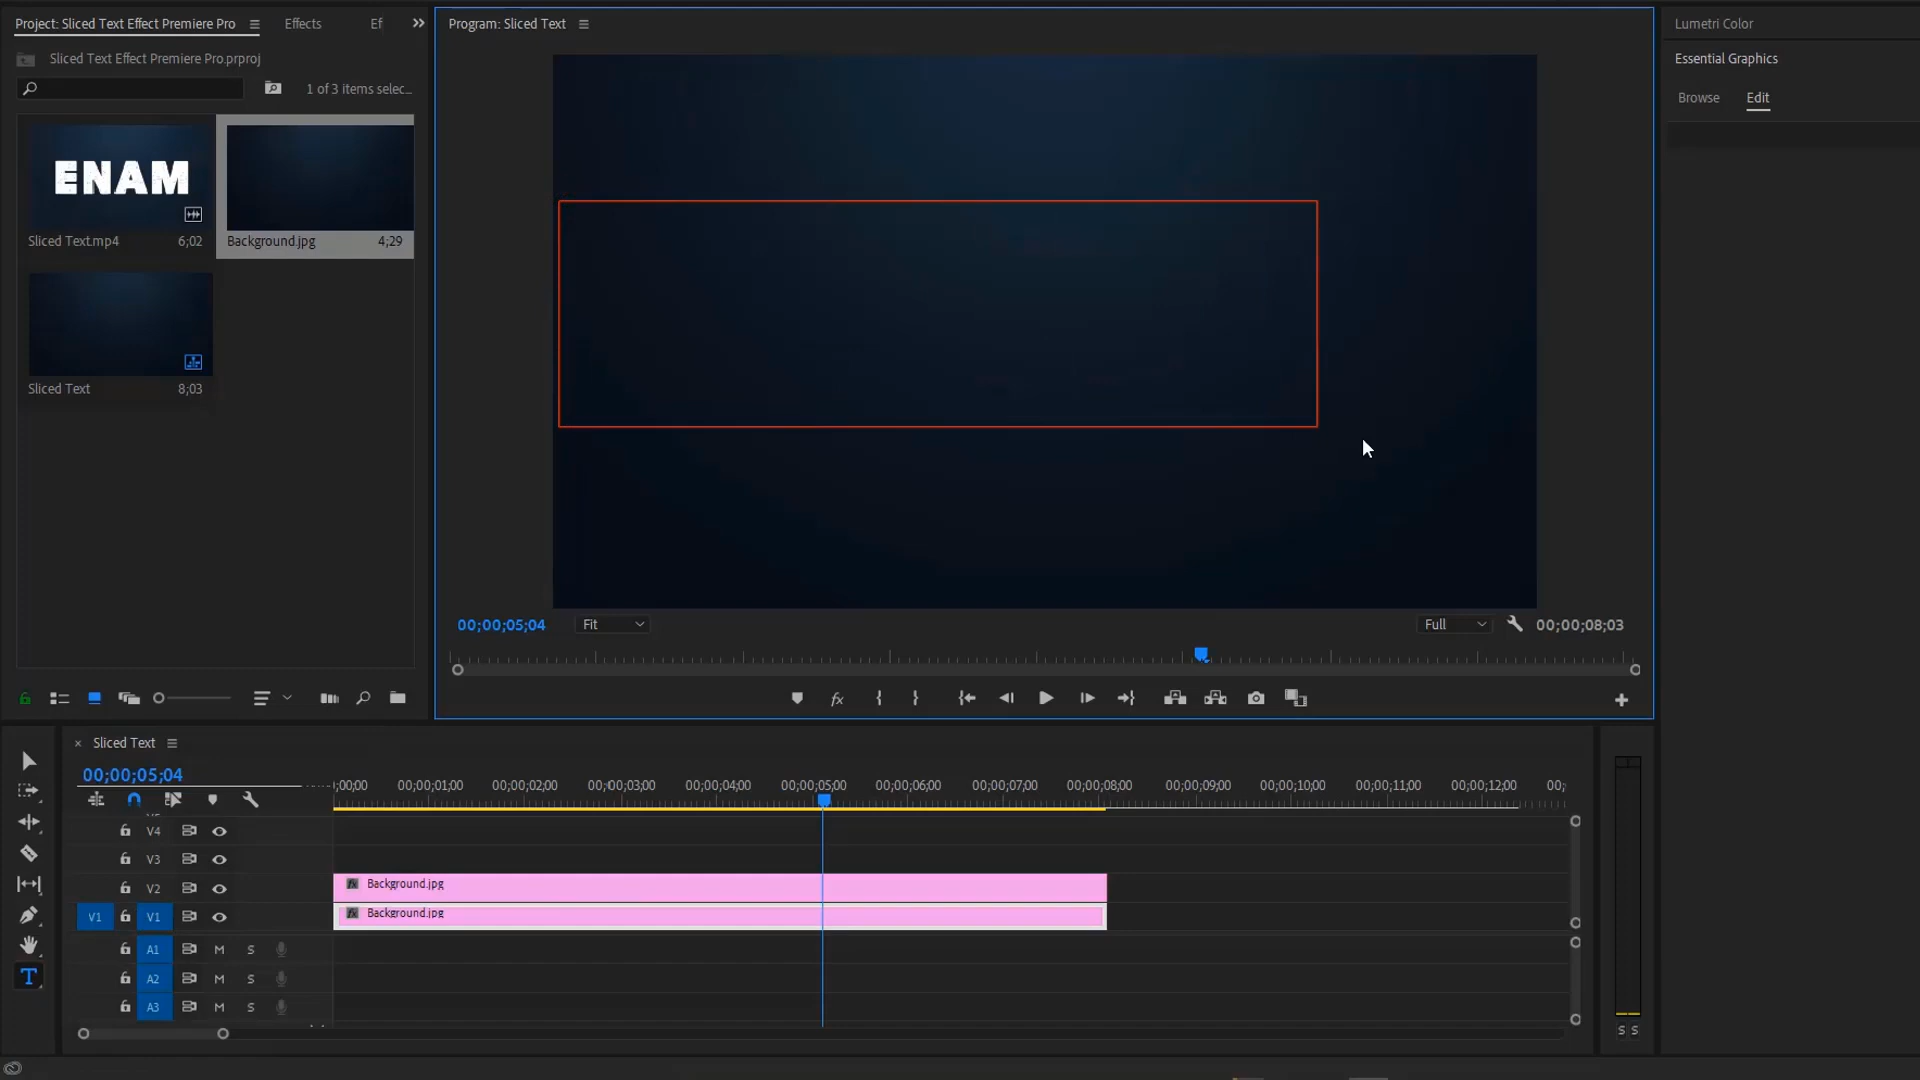 Project: Sliced Text Effect Premiere Pro
Effects
Ef
Sliced Text Effect Premiere Pro.prproj
1 of 3 items selec...
ENAM
Sliced Text.mp4 6;02
Background.jpg 4;29
Sliced Text 8;03
Program: Sliced Text
00;00;05;04
Fit
Full
00;00;08;03
fx
Lumetri Color
Essential Graphics
Browse
Edit
Sliced Text
00;00;05;04
;00;00 00;00;01;00 00;00;02;00 00;00;03;00 00;00;04;00 00;00;05;00 00;00;06;00 00;00;07;00 00;00;08;00 00;00;09;00 00;00;10;00 00;00;11;00 00;00;12;00 00;
V4
V3
V2
fx Background.jpg
V1 V1
fx Background.jpg
A1 M S
A2 M S
A3 M S
T
S S